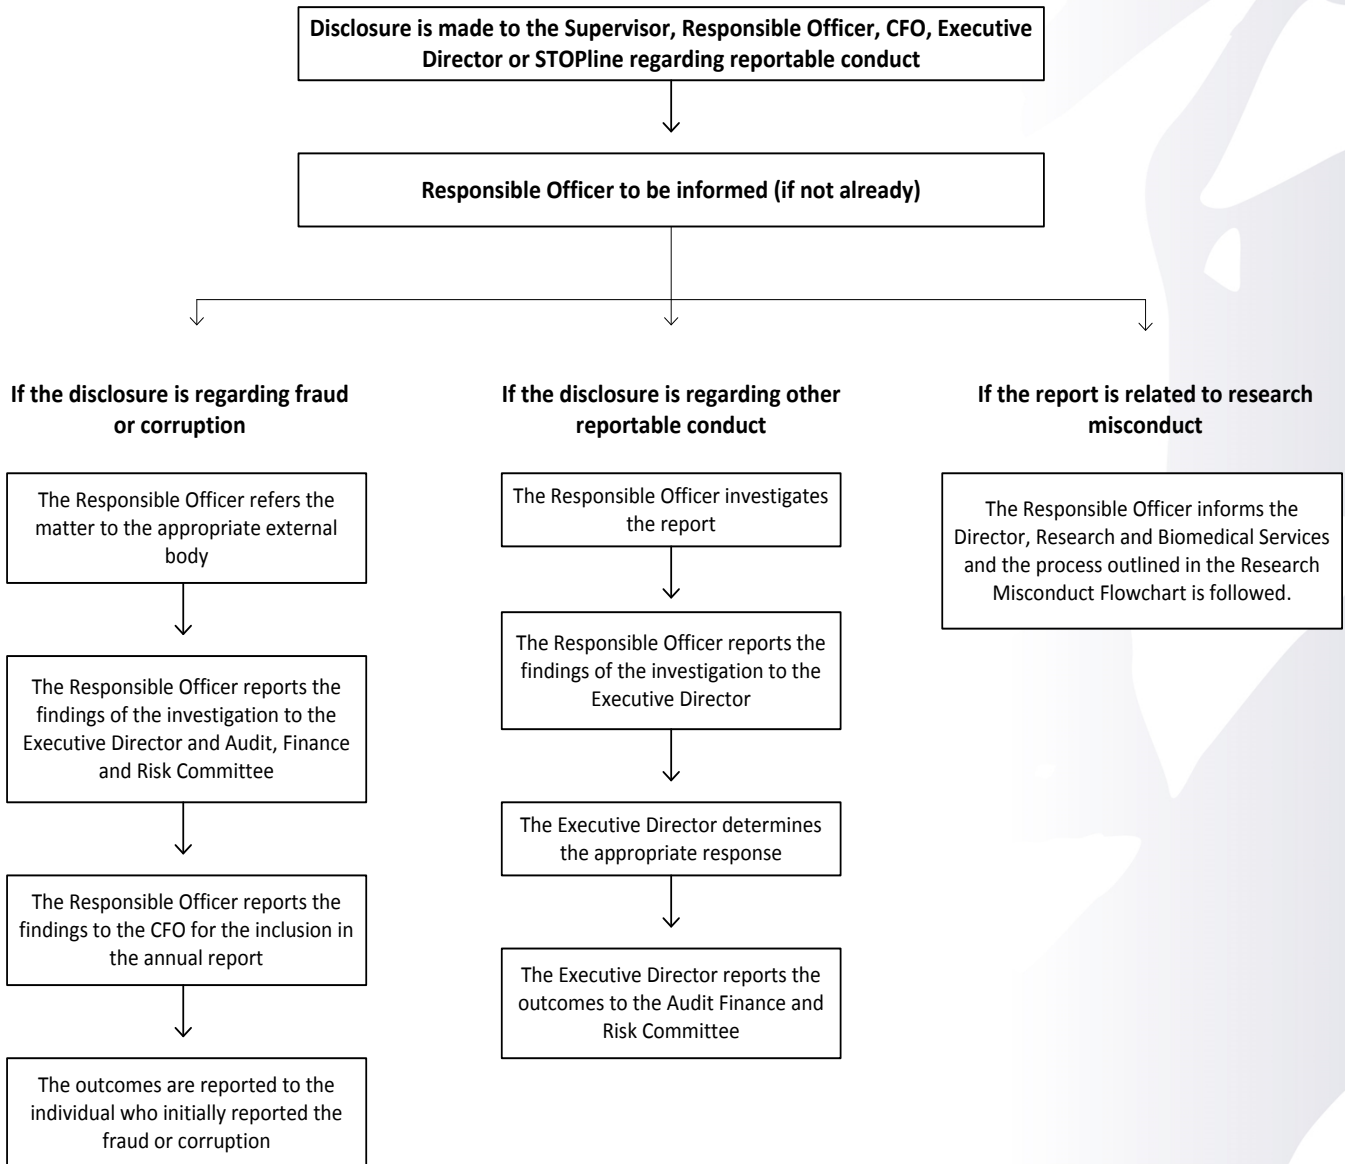 Disclosure is made to the Supervisor, Responsible Officer, CFO, Executive
Director or STOPline regarding reportable conduct
Responsible Officer to be informed (if not already)
If the disclosure is regarding fraud
or corruption
The Responsible Officer refers the
matter to the appropriate external
body
The Responsible Officer reports the
findings of the investigation to the
Executive Director and Audit, Finance
and Risk Committee
The Responsible Officer reports the
findings to the CFO for the inclusion in
the annual report
The outcomes are reported to the
individual who initially reported the
fraud or corruption
If the disclosure is regarding other
reportable conduct
The Responsible Officer investigates
the report
The Responsible Officer reports the
findings of the investigation to the
Executive Director
The Executive Director determines
the appropriate response
The Executive Director reports the
outcomes to the Audit Finance and
Risk Committee
If the report is related to research
misconduct
The Responsible Officer informs the
Director, Research and Biomedical Services
and the process outlined in the Research
Misconduct Flowchart is followed.